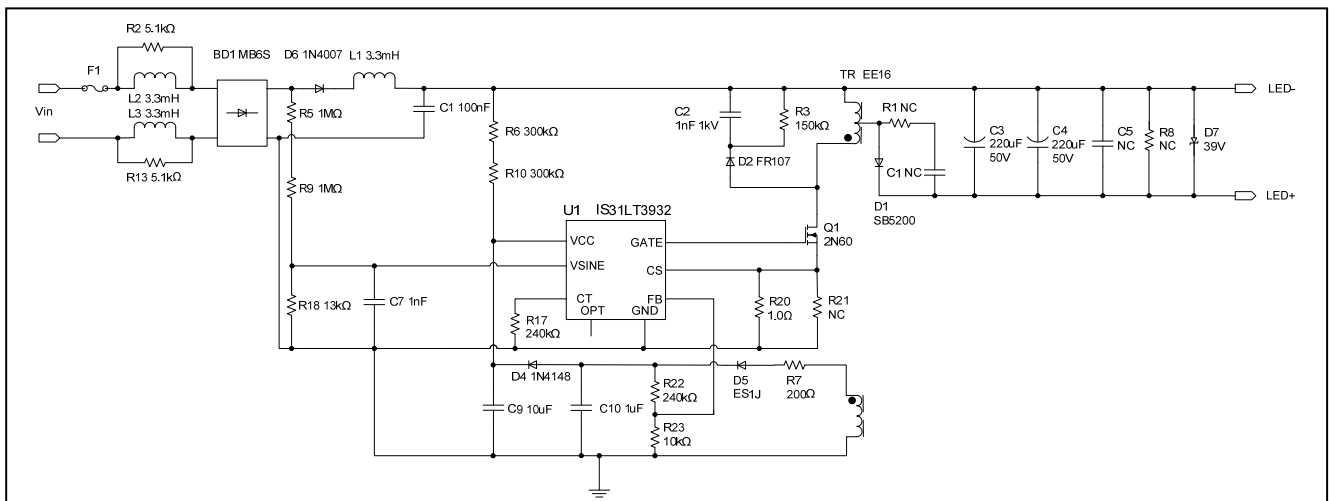 R2 5.1kΩ
F1
BD1 MB6S
D6 1N4007
L1 3.3mH
TR EE16
Vin
L2 3.3mH
L3 3.3mH
R13 5.1kΩ
R5 1MΩ
R9 1MΩ
R18 13kΩ
C7 1nF
C1 100nF
R6 300kΩ
R10 300kΩ
C2
1nF 1kV
R3
150kΩ
D2 FR107
R1 NC
C1 NC
D1
SB5200
C3
220uF
50V
C4
220uF
50V
C5
NC
R8
NC
D7
39V
LED-
LED+
U1 IS31LT3932
VCC
VSINE
CT
OPT
GATE
CS
FB
GND
Q1
2N60
R17
240kΩ
R20
1.0Ω
R21
NC
D4 1N4148
C9 10uF
C10 1uF
R22
240kΩ
R23
10kΩ
D5
ES1J
R7
200Ω